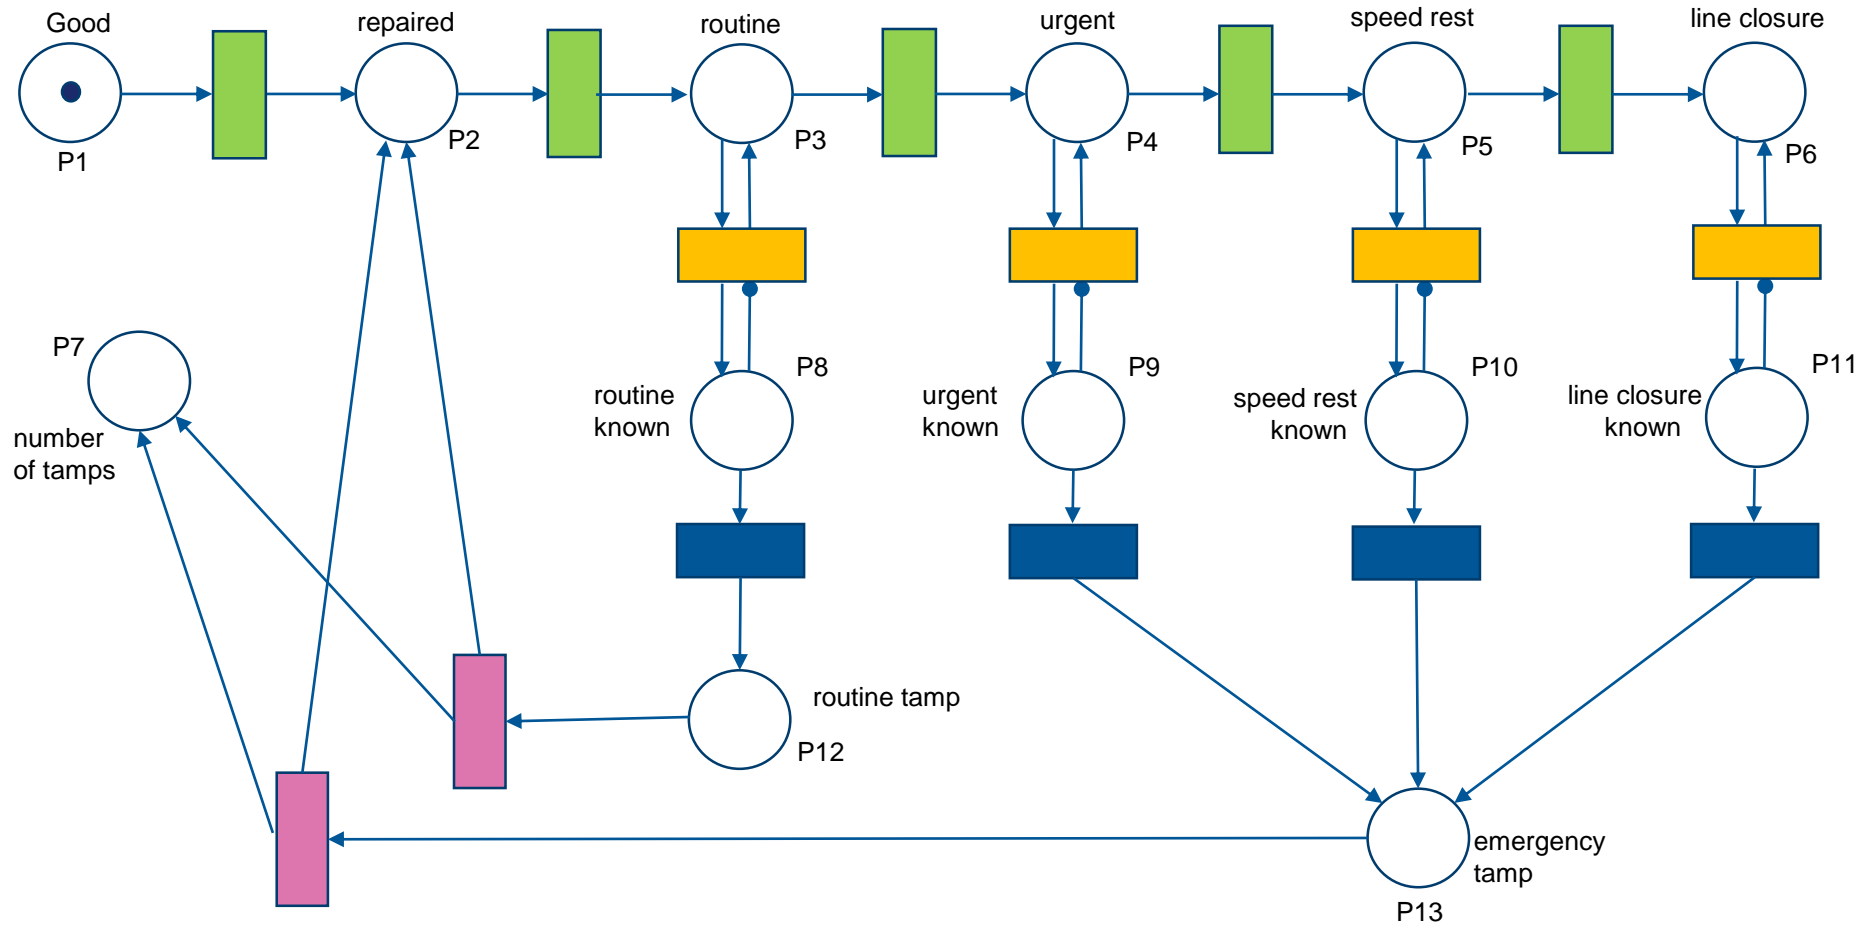 Good
repaired
routine
urgent
speed rest
line closure
P1
P2
P3
P4
P5
P6
P7
number
of tamps
P8
routine
known
P9
urgent
known
P10
speed rest
known
P11
line closure
known
routine tamp
P12
emergency
tamp
P13